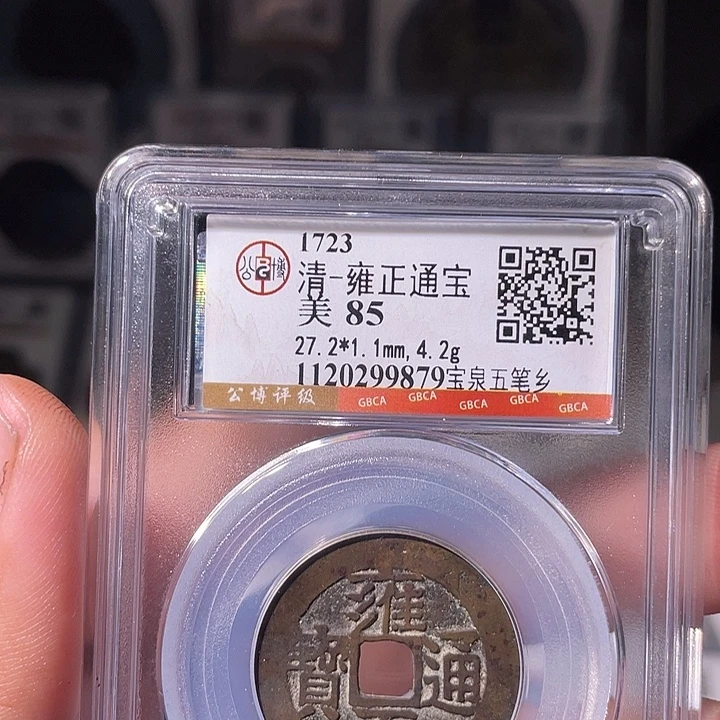 1723
清-雍正通宝
美 85
27.2*1.1mm,4.2g
1120299879宝泉五笔乡
公博评级
GBCA GBCA GBCA GBCA GBCA
公博
雍
寶 通